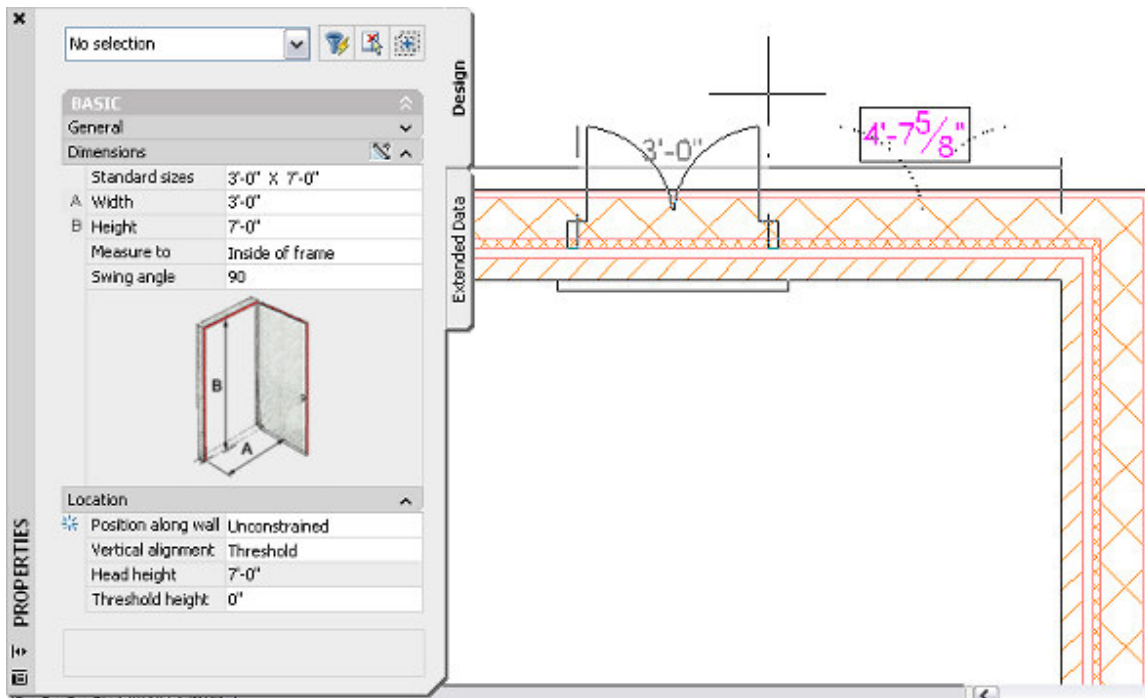 No selection
Design
Extended Data
PROPERTIES
BASIC
General
Dimensions
Standard sizes 3'-0" X 7'-0"
A Width 3'-0"
B Height 7'-0"
Measure to Inside of frame
Swing angle 90
B
A
Location
Position along wall Unconstrained
Vertical alignment Threshold
Head height 7'-0"
Threshold height 0"
3'-0"
4'-7 5/8"